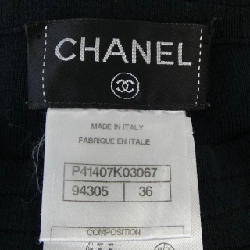 CHANEL
MADE IN ITALY
FABRIQUE EN ITALIE
P41407K03067
94305 36
COMPOSITION